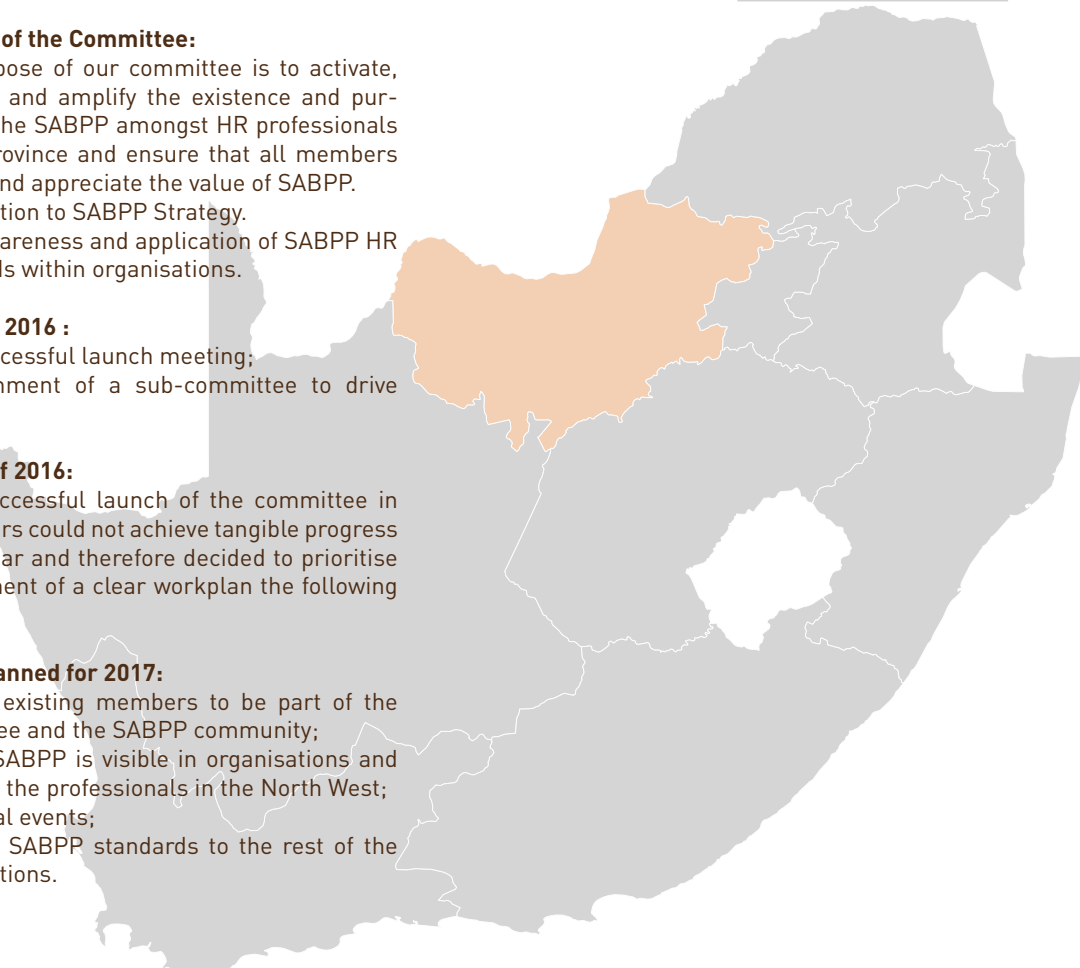 of the Committee:
pose of our committee is to activate,
and amplify the existence and pur-
he SABPP amongst HR professionals
rovince and ensure that all members
nd appreciate the value of SABPP.
tion to SABPP Strategy.
areness and application of SABPP HR
ds within organisations.
2016 :
ccessful launch meeting;
nment of a sub-committee to drive
f 2016:
ccessful launch of the committee in
rs could not achieve tangible progress
ar and therefore decided to prioritise
ment of a clear workplan the following
anned for 2017:
existing members to be part of the
ee and the SABPP community;
SABPP is visible in organisations and
the professionals in the North West;
al events;
SABPP standards to the rest of the
tions.